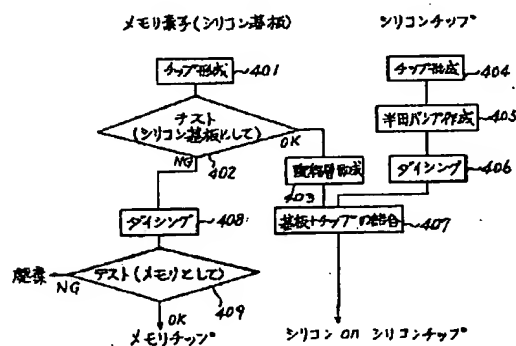 メモリ素子(シリコン基板)
シリコンチップ
チップ形成 401
チップ形成 404
テスト
(シリコン基板として)
OK
NG
402
半田バンプ作成 405
配線層形成
403
ダイシング 406
ダイシング 408
基板トチップの結合 407
廃棄
NG
テスト(メモリとして)
409
OK
メモリチップ
シリコン on シリコンチップ